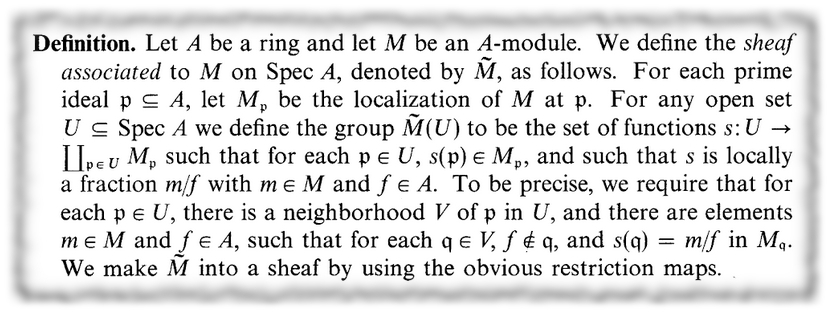 Definition. Let A be a ring and let M be an A-module. We define the sheaf
associated to M on Spec A, denoted by M̃, as follows. For each prime
ideal 𝔭 ⊆ A, let M_𝔭 be the localization of M at 𝔭. For any open set
U ⊆ Spec A we define the group M̃(U) to be the set of functions s: U →
∐_{𝔭∈U} M_𝔭 such that for each 𝔭 ∈ U, s(𝔭) ∈ M_𝔭, and such that s is locally
a fraction m/f with m ∈ M and f ∈ A. To be precise, we require that for
each 𝔭 ∈ U, there is a neighborhood V of 𝔭 in U, and there are elements
m ∈ M and f ∈ A, such that for each 𝔮 ∈ V, f ∉ 𝔮, and s(𝔮) = m/f in M_𝔮.
We make M̃ into a sheaf by using the obvious restriction maps.